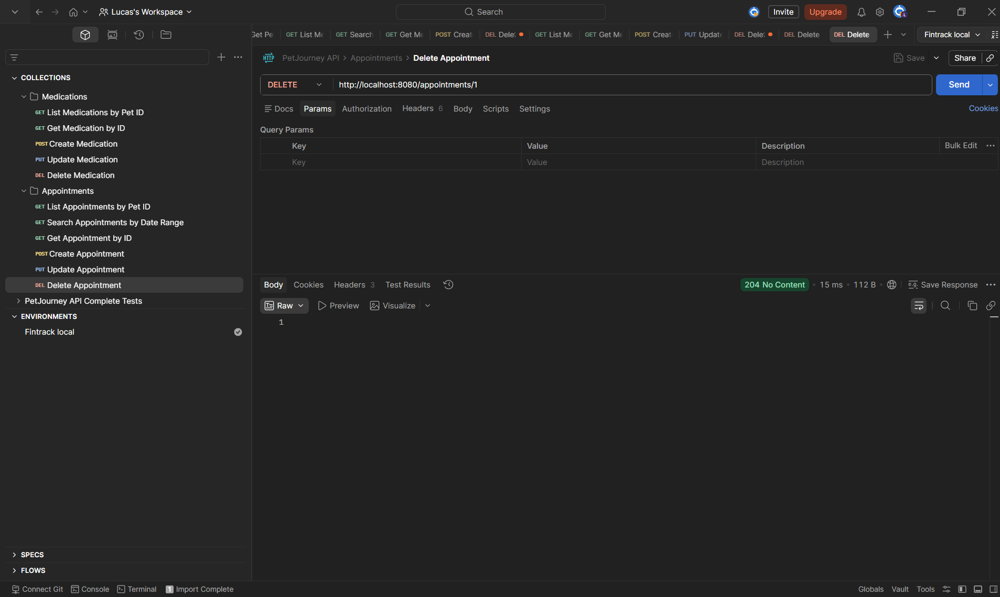 Lucas's Workspace
Search
Invite
Upgrade
L
Get Pe
GET List Me
GET Search
GET Get Me
POST Creat
DEL Delet
GET List Me
GET Get Me
POST Creat
PUT Update
DEL Delet
DEL Delete
DEL Delete
Fintrack local
HTTP PetJourney API > Appointments > Delete Appointment
Save
Share
COLLECTIONS
DELETE http://localhost:8080/appointments/1
Send
Medications
GET List Medications by Pet ID
GET Get Medication by ID
POST Create Medication
PUT Update Medication
DEL Delete Medication
Appointments
GET List Appointments by Pet ID
GET Search Appointments by Date Range
GET Get Appointment by ID
POST Create Appointment
PUT Update Appointment
DEL Delete Appointment
PetJourney API Complete Tests
ENVIRONMENTS
Fintrack local
SPECS
FLOWS
Docs Params Authorization Headers 6 Body Scripts Settings
Cookies
Query Params
Key Value Description Bulk Edit
Key Value Description
Body Cookies Headers 3 Test Results
204 No Content • 15 ms • 112 B
e.g. Save Response
Raw Preview Visualize
1
Connect Git Console Terminal 1 Import Complete
Globals Vault Tools